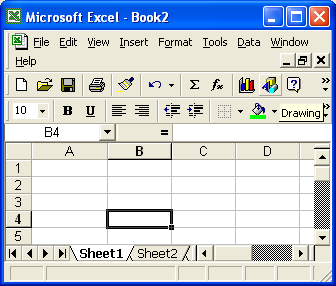 Microsoft Excel - Book2
File Edit View Insert Format Tools Data Window
Help
Σ fx
10 B U Drawing
B4 =
A B C D
1
2
3
4
5
Sheet1 Sheet2